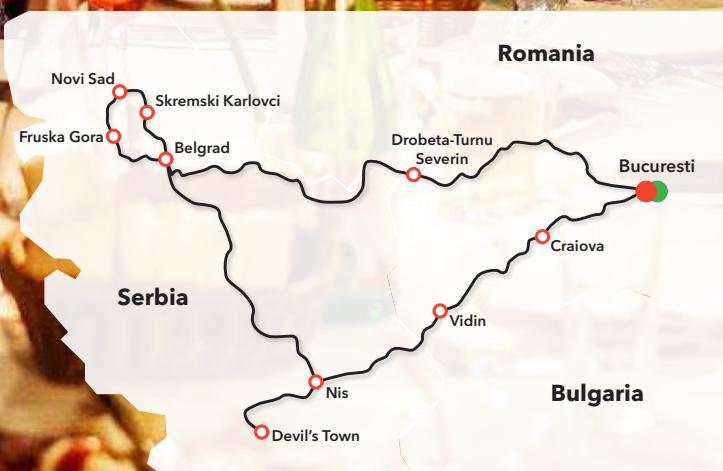 Romania
Novi Sad
Skremski Karlovci
Fruska Gora
Belgrad
Drobeta-Turnu
Severin
Bucuresti
Craiova
Serbia
Vidin
Nis
Bulgaria
Devil's Town